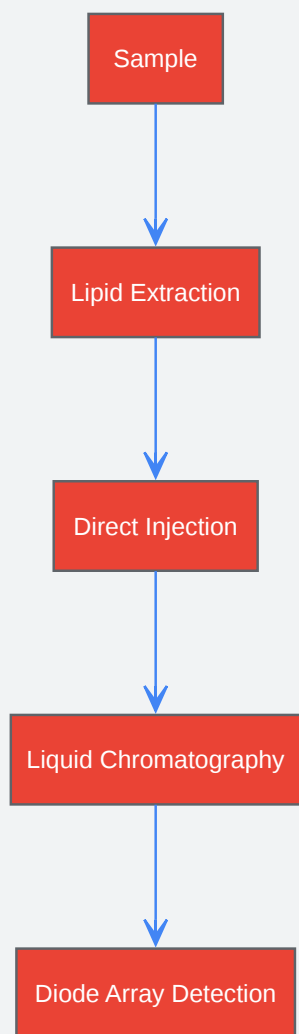 Sample
Lipid Extraction
Direct Injection
Liquid Chromatography
Diode Array Detection